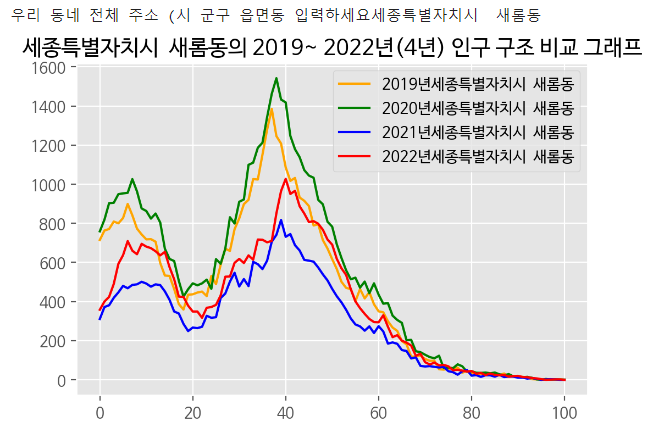 우리 동네 전체 주소 (시 군구 읍면동 입력하세요세종특별자치시  새롬동
세종특별자치시  새롬동의 2019~ 2022년(4년) 인구 구조 비교 그래프
1600
1400
1200
1000
800
600
400
200
0
2019년세종특별자치시  새롬동
2020년세종특별자치시  새롬동
2021년세종특별자치시  새롬동
2022년세종특별자치시  새롬동
0 20 40 60 80 100